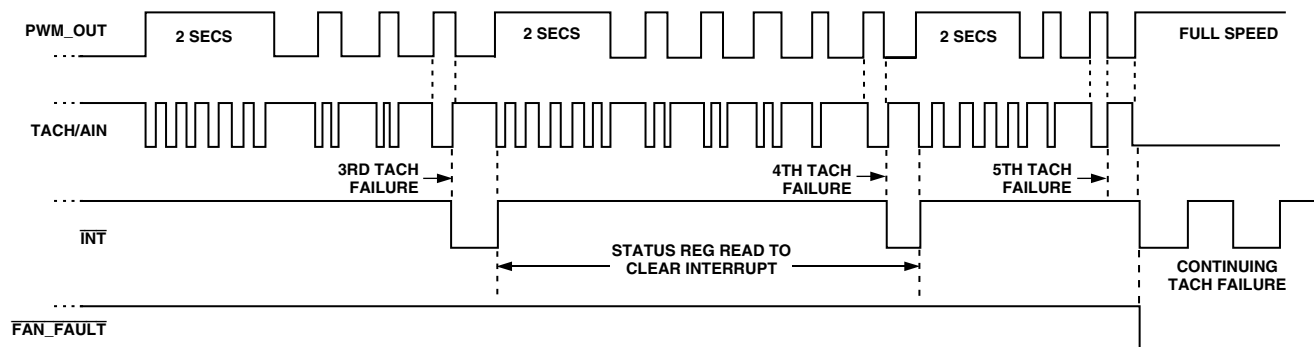 PWM_OUT
2 SECS
2 SECS
2 SECS
FULL SPEED
TACH/AIN
3RD TACH
FAILURE
4TH TACH
FAILURE
5TH TACH
FAILURE
INT
STATUS REG READ TO
CLEAR INTERRUPT
CONTINUING
TACH FAILURE
FAN_FAULT